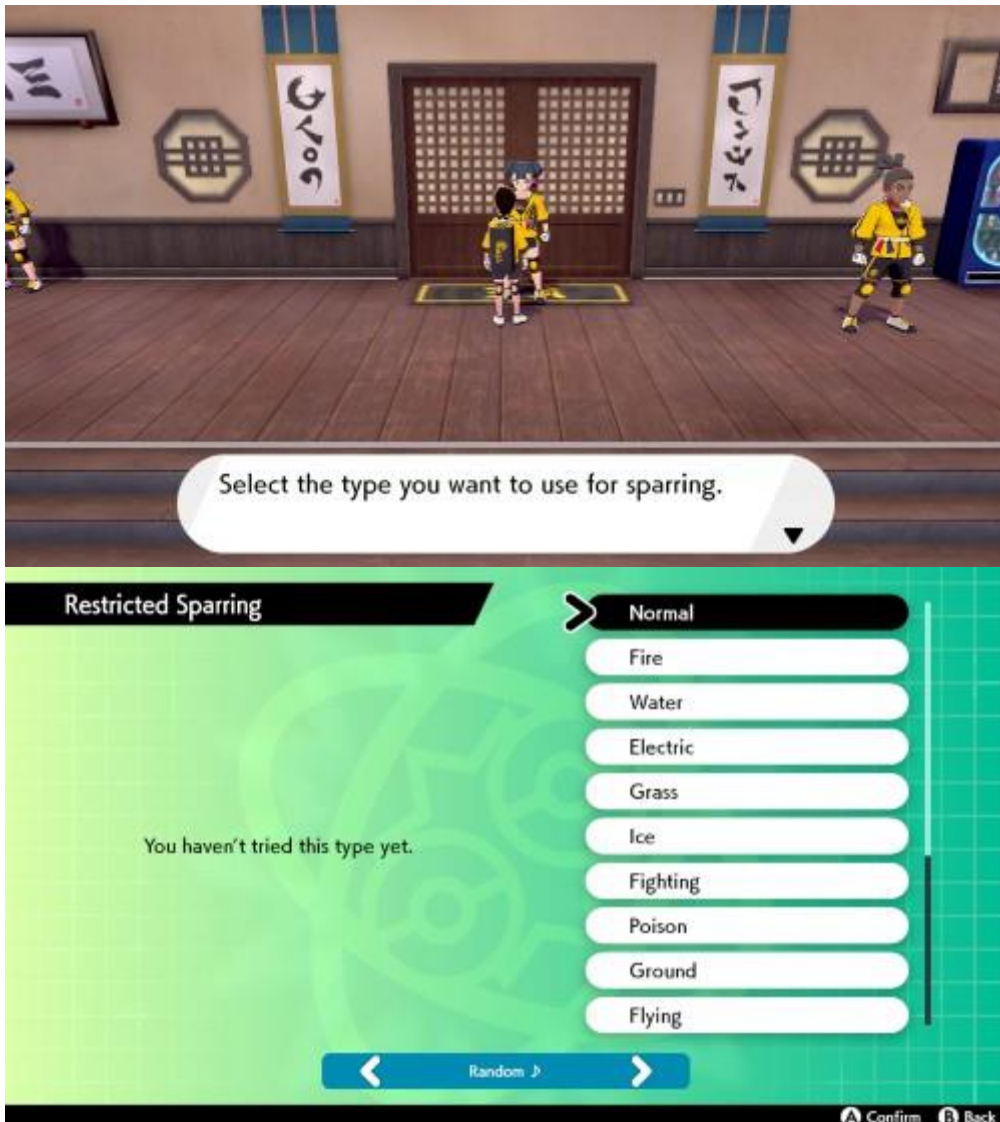 Select the type you want to use for sparring.
Restricted Sparring
Normal
Fire
Water
Electric
Grass
Ice
Fighting
Poison
Ground
Flying
You haven't tried this type yet.
Random ♪
A Confirm B Back